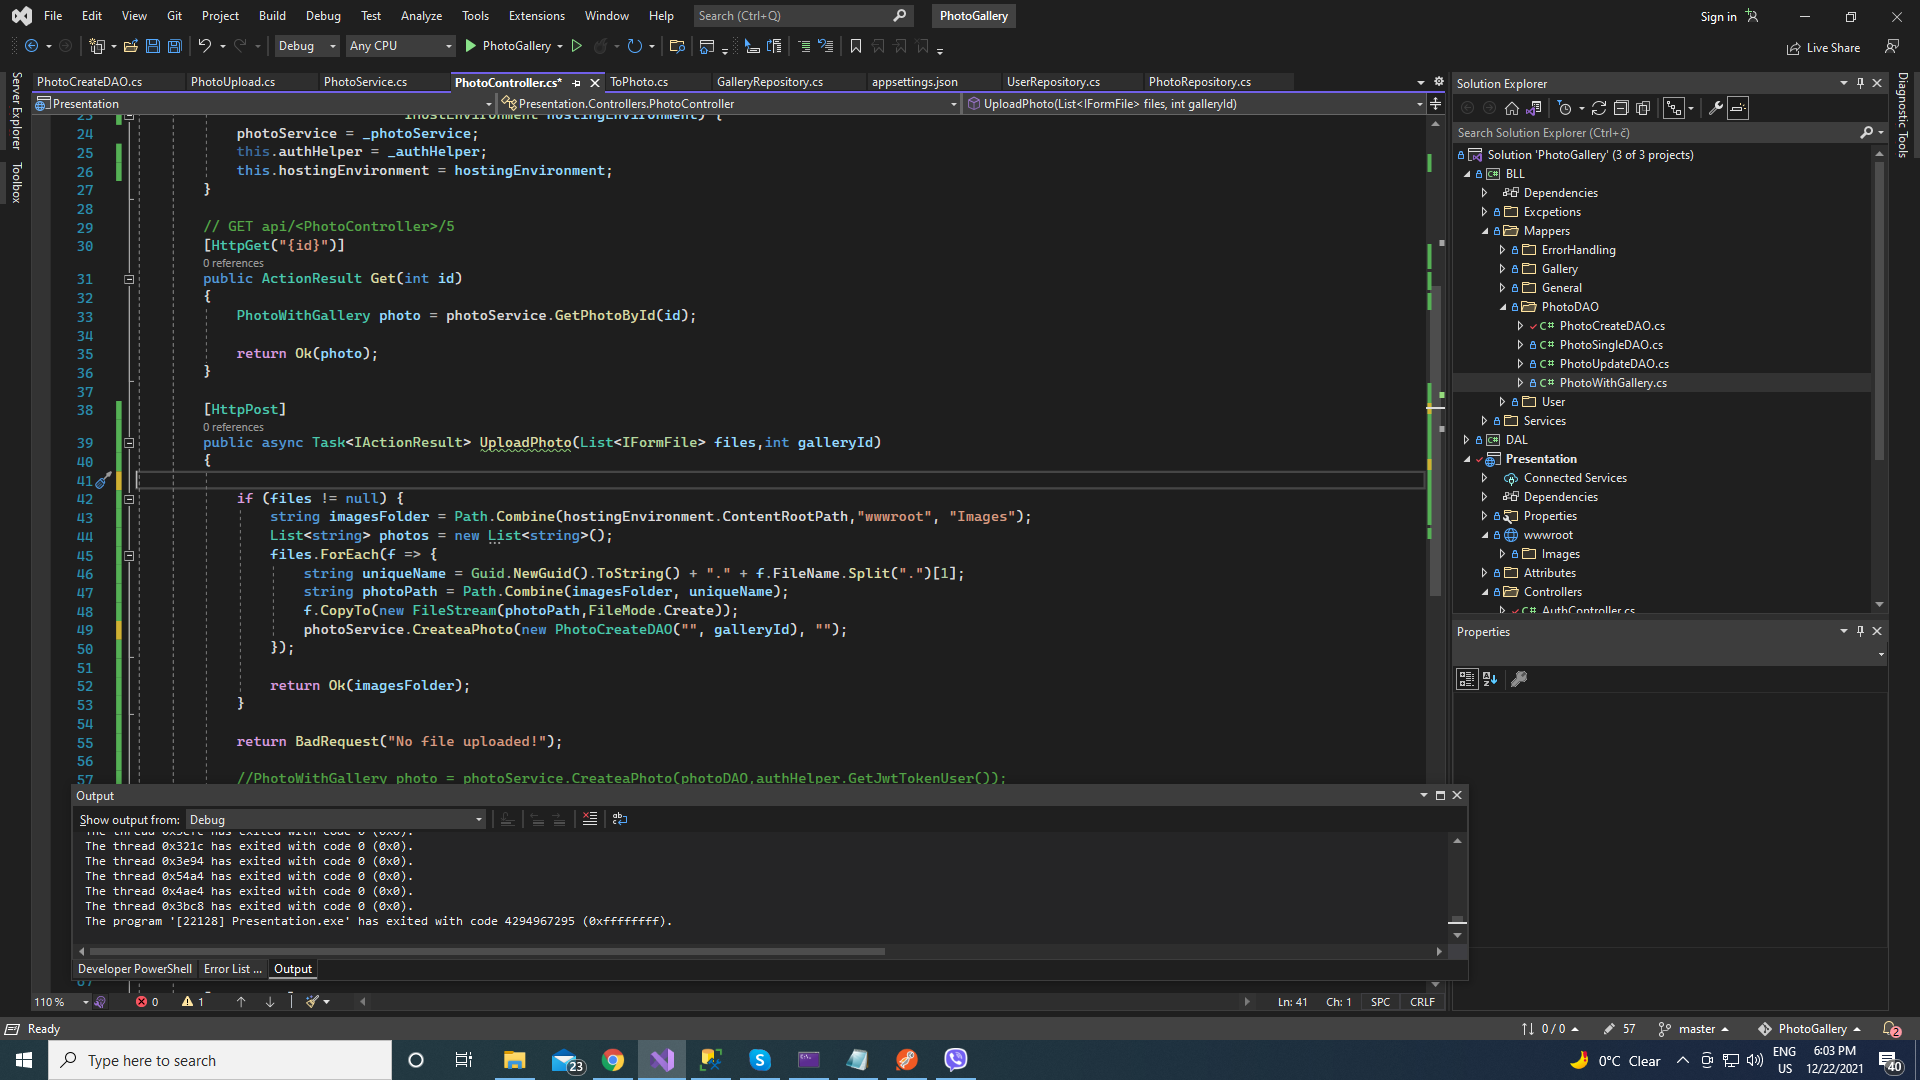 File Edit View Git Project Build Debug Test Analyze Tools Extensions Window Help Search (Ctrl+Q) PhotoGallery Sign in
Debug Any CPU PhotoGallery Live Share
PhotoCreateDAO.cs PhotoUpload.cs PhotoService.cs PhotoController.cs* ToPhoto.cs GalleryRepository.cs appsettings.json UserRepository.cs PhotoRepository.cs
Presentation Presentation.Controllers.PhotoController UploadPhoto(List<IFormFile> files, int galleryId)
Server Explorer
Toolbox
23 IHostEnvironment hostingEnvironment) {
24 photoService = _photoService;
25 this.authHelper = _authHelper;
26 this.hostingEnvironment = hostingEnvironment;
27 }
28
29 // GET api/<PhotoController>/5
30 [HttpGet("{id}")]
0 references
31 public ActionResult Get(int id)
32 {
33 PhotoWithGallery photo = photoService.GetPhotoById(id);
34
35 return Ok(photo);
36 }
37
38 [HttpPost]
0 references
39 public async Task<IActionResult> UploadPhoto(List<IFormFile> files,int galleryId)
40 {
41
42 if (files != null) {
43 string imagesFolder = Path.Combine(hostingEnvironment.ContentRootPath,"wwwroot", "Images");
44 List<string> photos = new List<string>();
45 files.ForEach(f => {
46 string uniqueName = Guid.NewGuid().ToString() + "." + f.FileName.Split(".")[1];
47 string photoPath = Path.Combine(imagesFolder, uniqueName);
48 f.CopyTo(new FileStream(photoPath,FileMode.Create));
49 photoService.CreateaPhoto(new PhotoCreateDAO("", galleryId), "");
50 });
51
52 return Ok(imagesFolder);
53 }
54
55 return BadRequest("No file uploaded!");
56
57 //PhotoWithGallery photo = photoService.CreateaPhoto(photoDAO,authHelper.GetJwtTokenUser());
Output
Show output from: Debug
The thread 0x321c has exited with code 0 (0x0).
The thread 0x3e94 has exited with code 0 (0x0).
The thread 0x54a4 has exited with code 0 (0x0).
The thread 0x4ae4 has exited with code 0 (0x0).
The thread 0x3bc8 has exited with code 0 (0x0).
The program '[22128] Presentation.exe' has exited with code 4294967295 (0xffffffff).
Developer PowerShell Error List ... Output
67
110 % 0 1 Ln: 41 Ch: 1 SPC CRLF
Solution Explorer
Search Solution Explorer (Ctrl+č)
Solution 'PhotoGallery' (3 of 3 projects)
BLL
Dependencies
Excpetions
Mappers
ErrorHandling
Gallery
General
PhotoDAO
C# PhotoCreateDAO.cs
C# PhotoSingleDAO.cs
C# PhotoUpdateDAO.cs
C# PhotoWithGallery.cs
User
Services
DAL
Presentation
Connected Services
Dependencies
Properties
wwwroot
Images
Attributes
Controllers
C# AuthController.cs
Properties
Diagnostic Tools
Ready 0 / 0 57 master PhotoGallery 2
Type here to search 23 0°C Clear ENG US 6:03 PM 12/22/2021 40